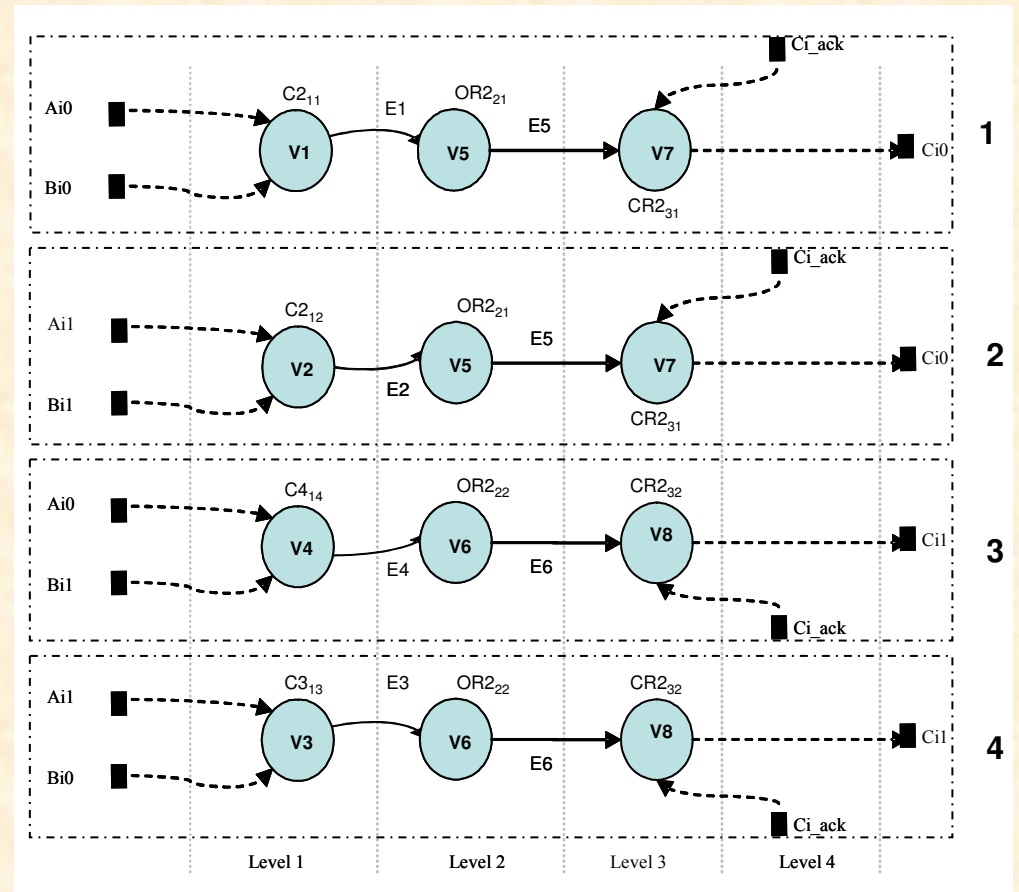 Ci_ack
Ai0
C2₁₁
E1
OR2₂₁
E5
V1
V5
V7
Ci0
1
Bi0
CR2₃₁
Ci_ack
Ai1
C2₁₂
OR2₂₁
E5
V2
V5
V7
Ci0
2
E2
Bi1
CR2₃₁
Ai0
C4₁₄
OR2₂₂
CR2₃₂
V4
V6
V8
Ci1
3
Bi1
E4
E6
Ci_ack
Ai1
C3₁₃
E3
OR2₂₂
CR2₃₂
V3
V6
V8
Ci1
4
Bi0
E6
Ci_ack
Level 1
Level 2
Level 3
Level 4